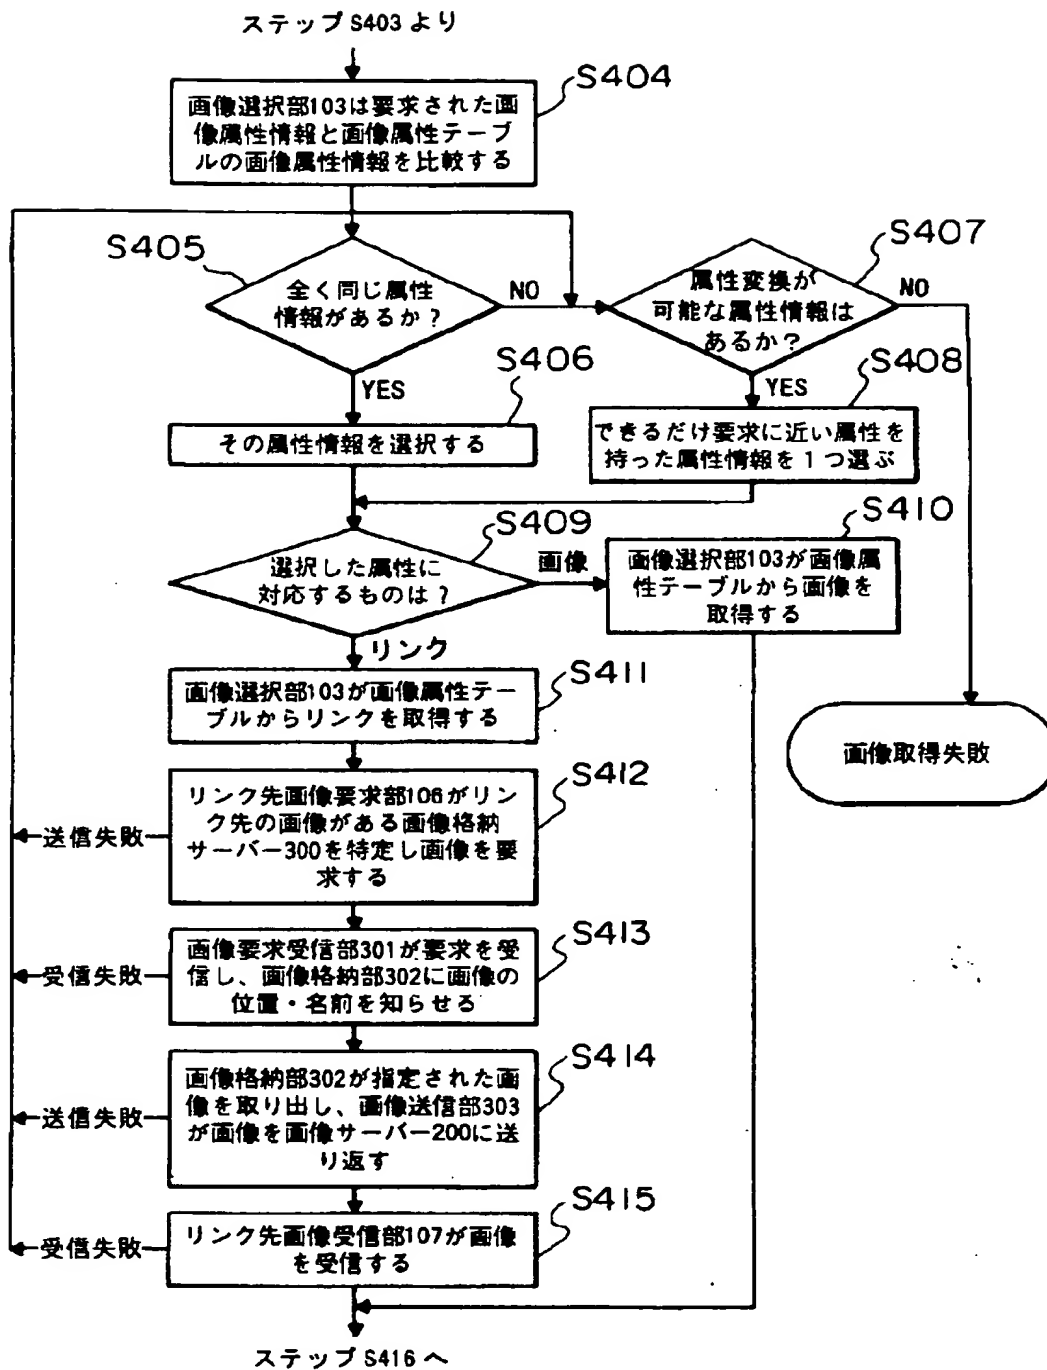 ステップS403より
S404
画像選択部103は要求された画
像属性情報と画像属性テーブ
ルの画像属性情報を比較する
S405
全く同じ属性
情報があるか？
NO
YES
S407
属性変換が
可能な属性情報は
あるか？
NO
YES
S406
その属性情報を選択する
S408
できるだけ要求に近い属性を
持った属性情報を１つ選ぶ
S409
選択した属性に
対応するものは？
画像
リンク
S410
画像選択部103が画像属
性テーブルから画像を
取得する
S411
画像選択部103が画像属性テー
ブルからリンクを取得する
画像取得失敗
S412
リンク先画像要求部106がリン
ク先の画像がある画像格納
サーバー300を特定し画像を要
求する
送信失敗
S413
画像要求受信部301が要求を受
信し、画像格納部302に画像の
位置・名前を知らせる
受信失敗
S414
画像格納部302が指定された画
像を取り出し、画像送信部303
が画像を画像サーバー200に送
り返す
送信失敗
S415
リンク先画像受信部107が画像
を受信する
受信失敗
ステップS416へ